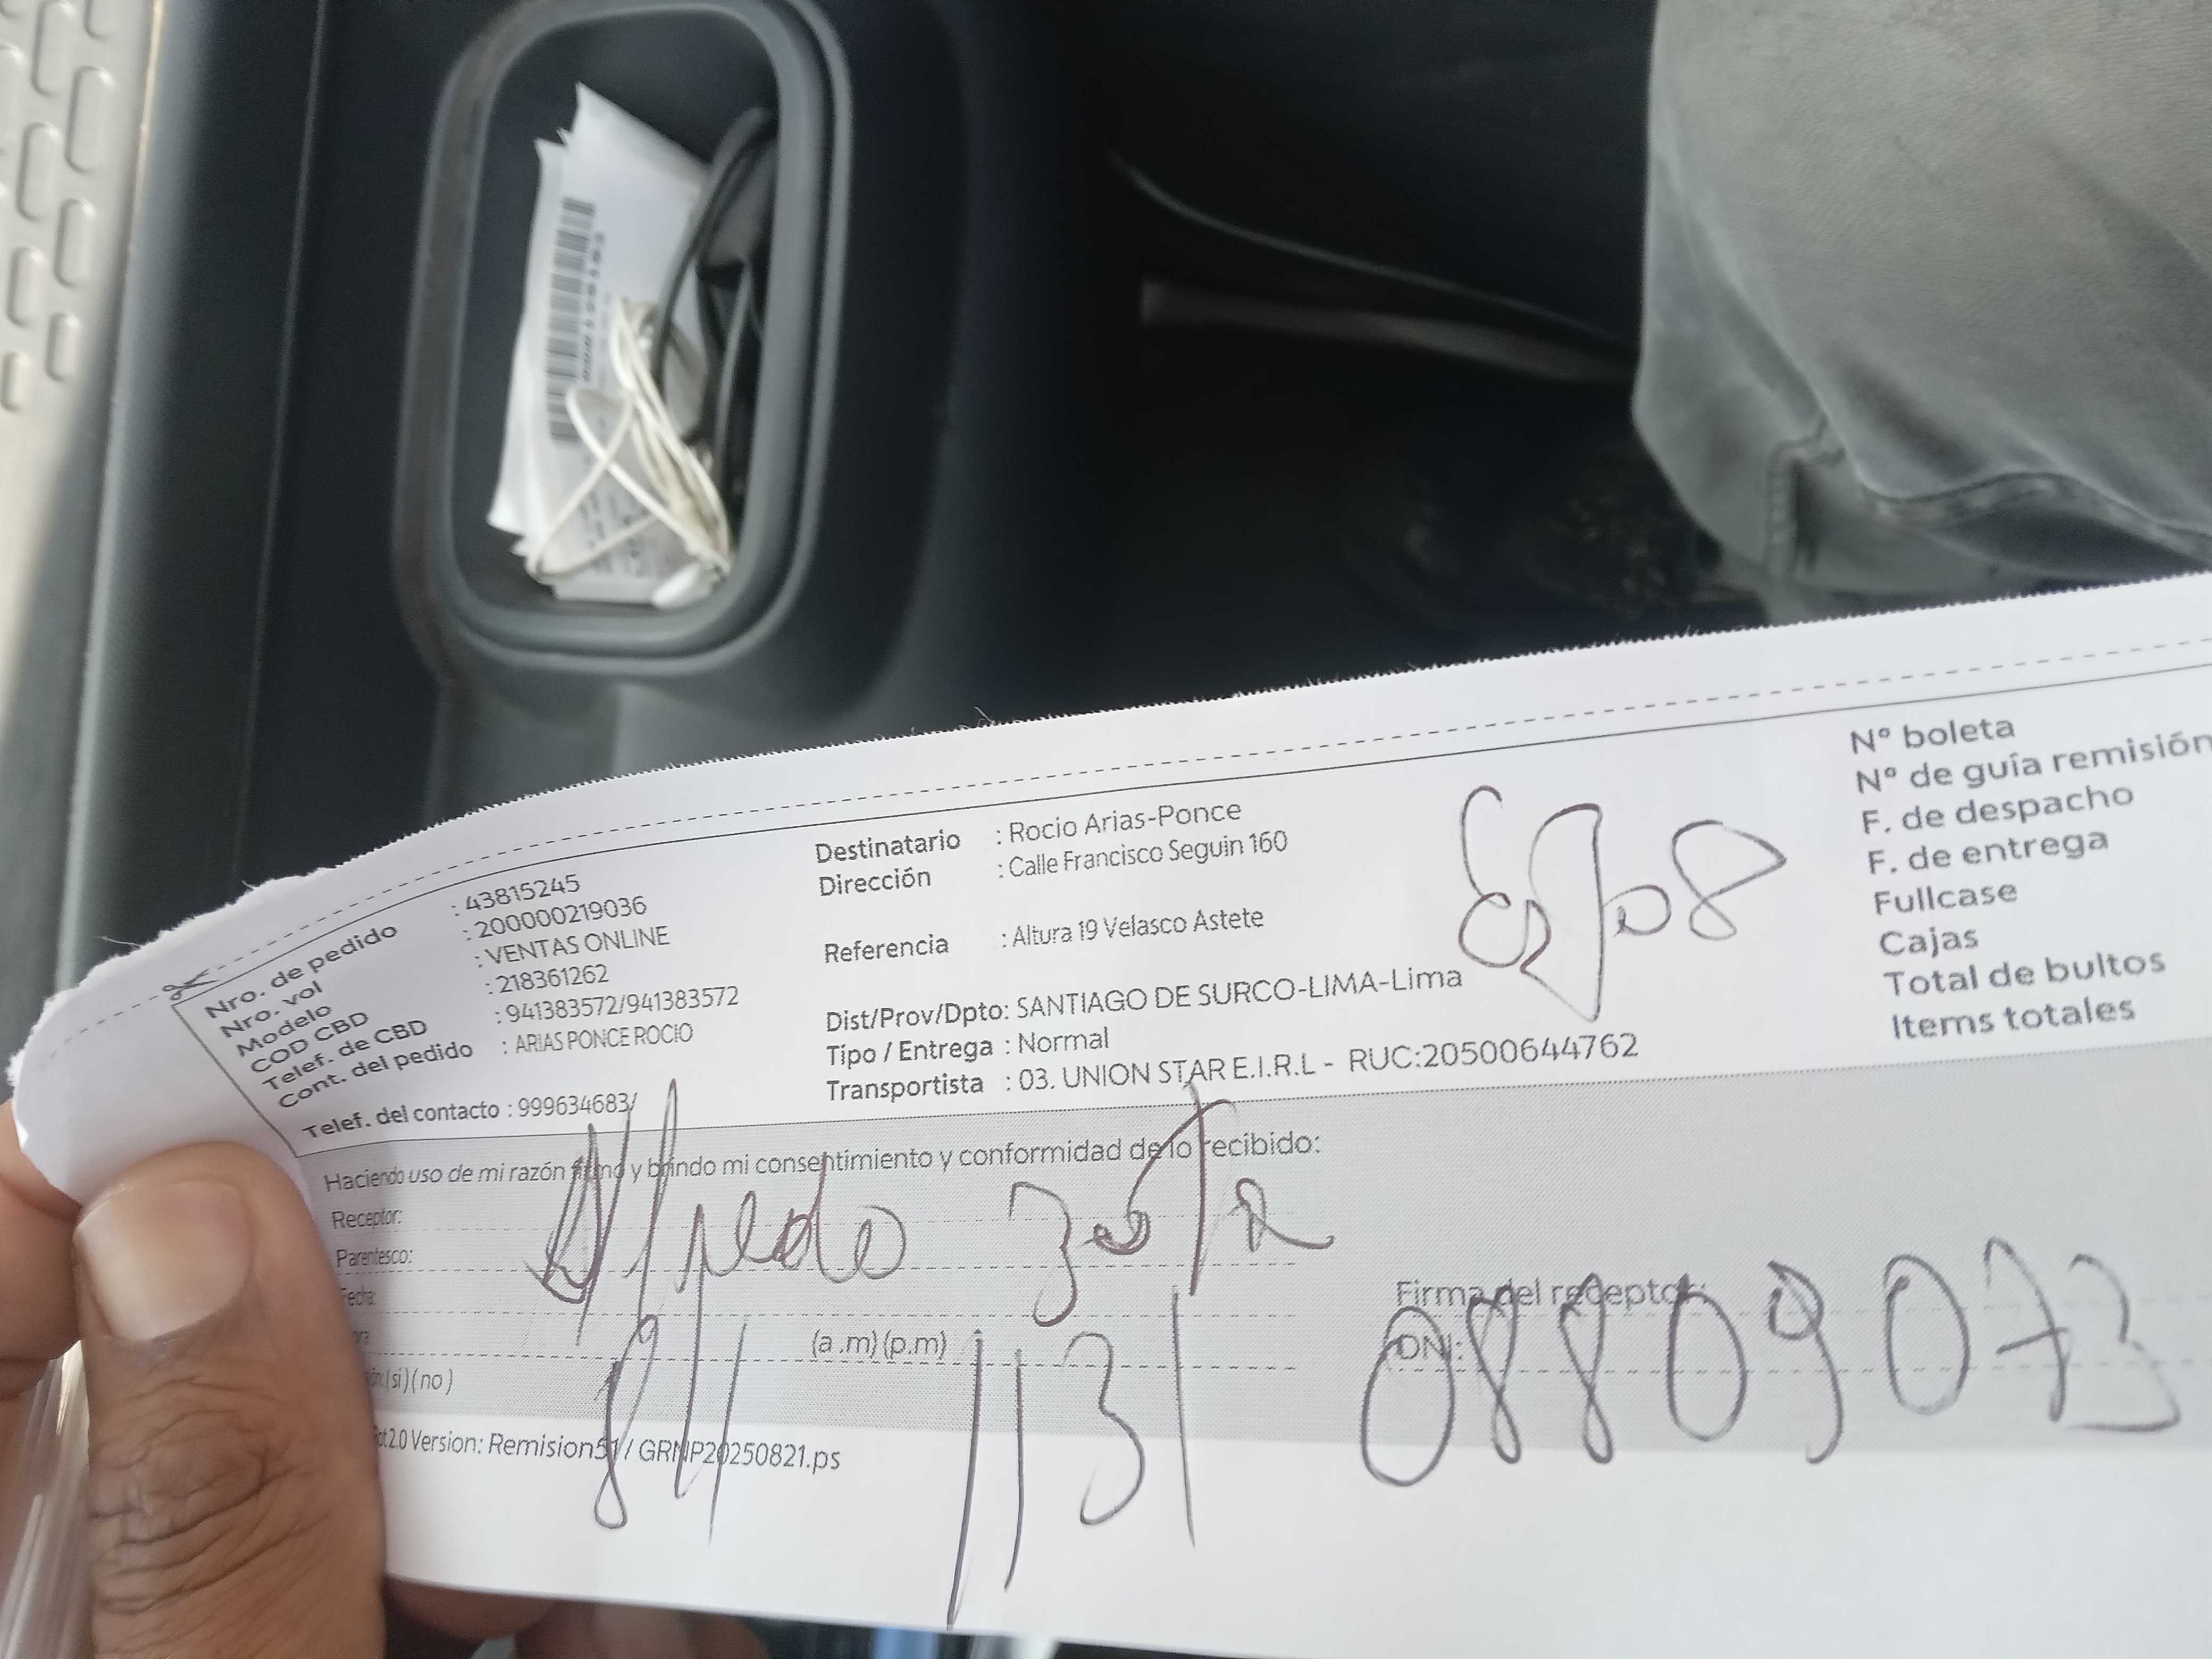 Nro. de pedido : 43815245
Nro. vol : 200000219036
Modelo : VENTAS ONLINE
COD CBD : 218361262
Telef. de CBD : 941383572/941383572
Cont. del pedido : ARIAS PONCE ROCIO
Telef. del contacto : 999634683/
Destinatario : Rocio Arias-Ponce
Dirección : Calle Francisco Seguin 160
Referencia : Altura 19 Velasco Astete
Dist/Prov/Dpto: SANTIAGO DE SURCO-LIMA-Lima
Tipo / Entrega : Normal
Transportista : 03. UNION STAR E.I.R.L - RUC:20500644762
N° boleta
N° de guía remisión
F. de despacho
F. de entrega
Fullcase
Cajas
Total de bultos
Items totales
Haciendo uso de mi razón firmo y brindo mi consentimiento y conformidad de lo recibido:
Receptor:
Alfredo
Parentesco:
Fecha:
Firma del receptor:
(a.m)(p.m)
DNI: 08809073
(si)(no)
1131
2.0 Version: Remision51 / GRNP20250821.ps